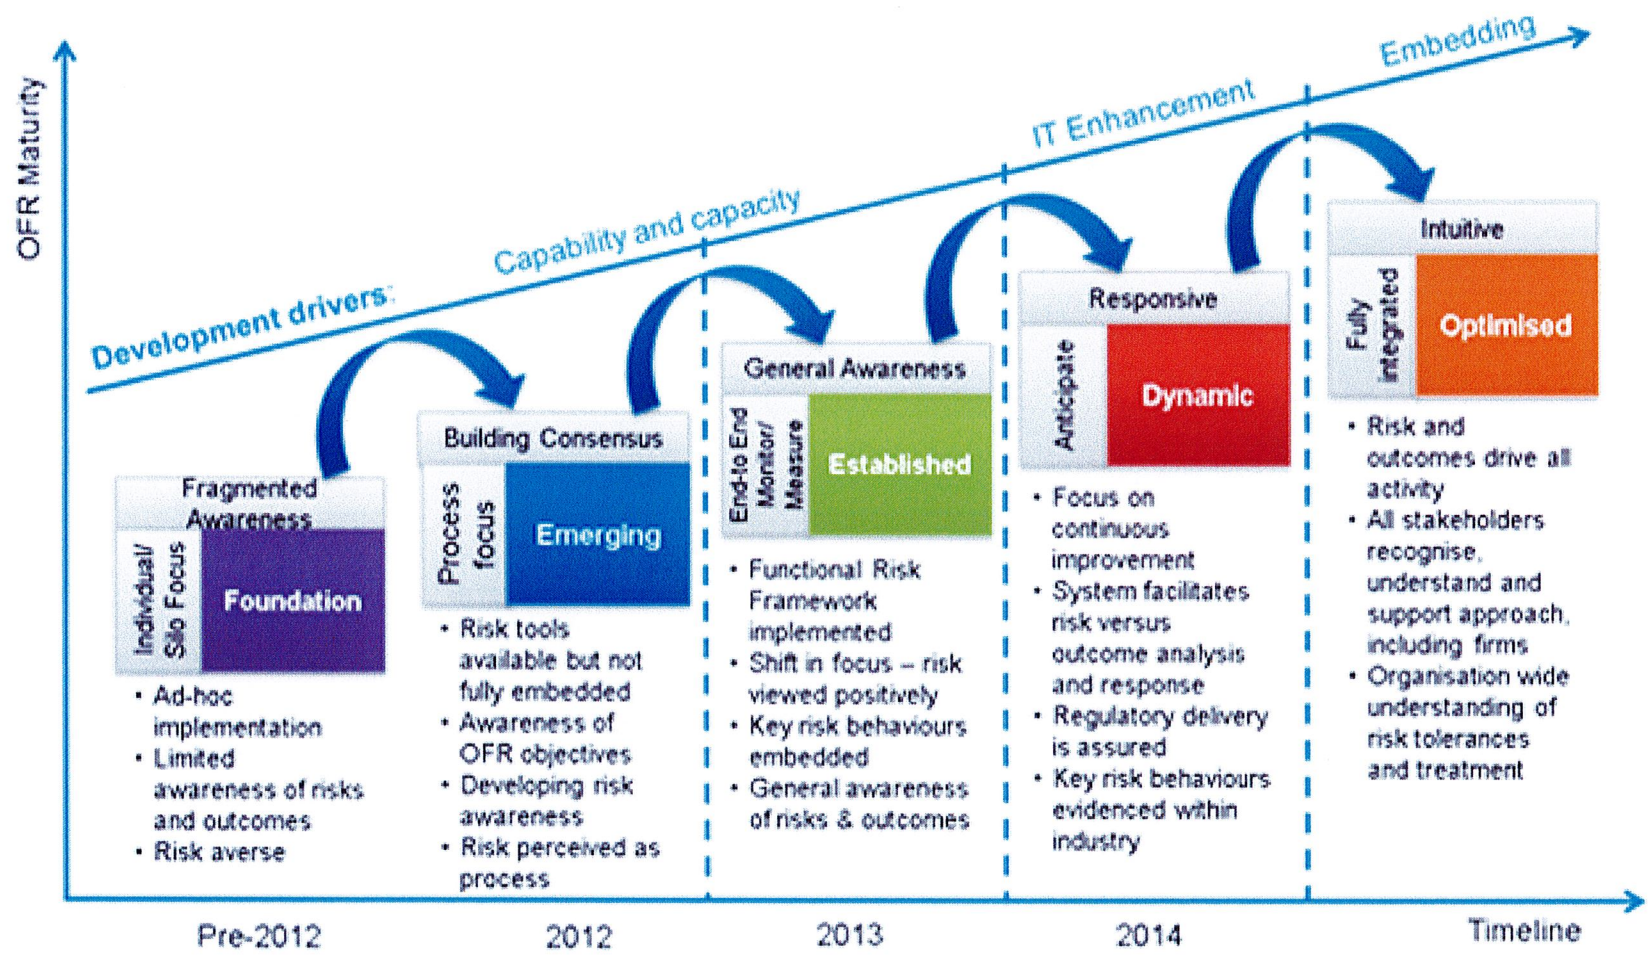 OFR Maturity
Development drivers:
Capability and capacity
IT Enhancement
Embedding
Fragmented
Awareness
Individual/
Silo Focus
Foundation
• Ad-hoc
implementation
• Limited
awareness of risks
and outcomes
• Risk averse
Building Consensus
Process
focus
Emerging
• Risk tools
available but not
fully embedded
• Awareness of
OFR objectives
• Developing risk
awareness
• Risk perceived as
process
General Awareness
End-to End
Monitor/
Measure
Established
• Functional Risk
Framework
implemented
• Shift in focus – risk
viewed positively
• Key risk behaviours
embedded
• General awareness
of risks & outcomes
Responsive
Anticipate
Dynamic
• Focus on
continuous
improvement
• System facilitates
risk versus
outcome analysis
and response
• Regulatory delivery
is assured
• Key risk behaviours
evidenced within
industry
Intuitive
Fully
integrated
Optimised
• Risk and
outcomes drive all
activity
• All stakeholders
recognise,
understand and
support approach,
including firms
• Organisation wide
understanding of
risk tolerances
and treatment
Pre-2012
2012
2013
2014
Timeline